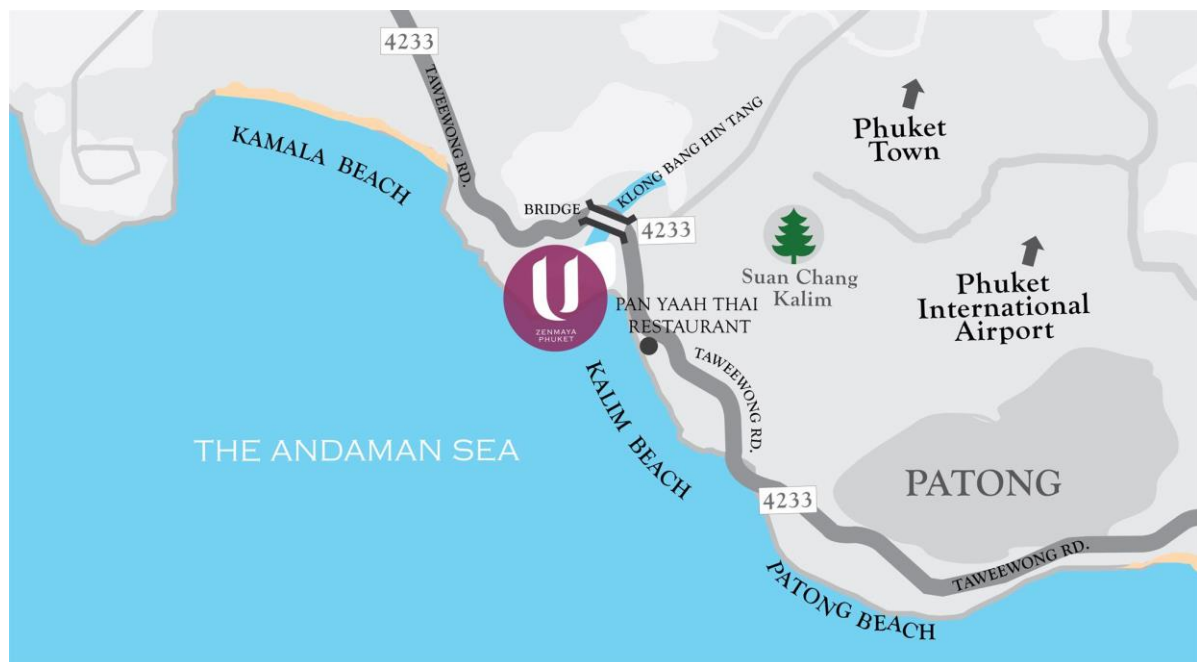 4233
TAWEEWONG RD.
KAMALA BEACH
KLONG BANG HIN TANG
Phuket
Town
BRIDGE
4233
Suan Chang
Kalim
Phuket
International
Airport
U
ZENMAYA
PHUKET
PAN YAAH THAI
RESTAURANT
TAWEEWONG RD.
KALIM BEACH
THE ANDAMAN SEA
PATONG
4233
TAWEEWONG RD.
PATONG BEACH